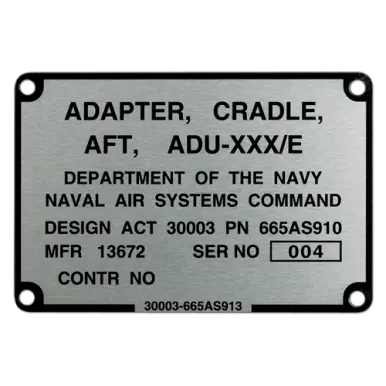 ADAPTER, CRADLE,
AFT, ADU-XXX/E
DEPARTMENT OF THE NAVY
NAVAL AIR SYSTEMS COMMAND
DESIGN ACT 30003 PN 665AS910
MFR 13672 SER NO 004
CONTR NO
30003-665AS913